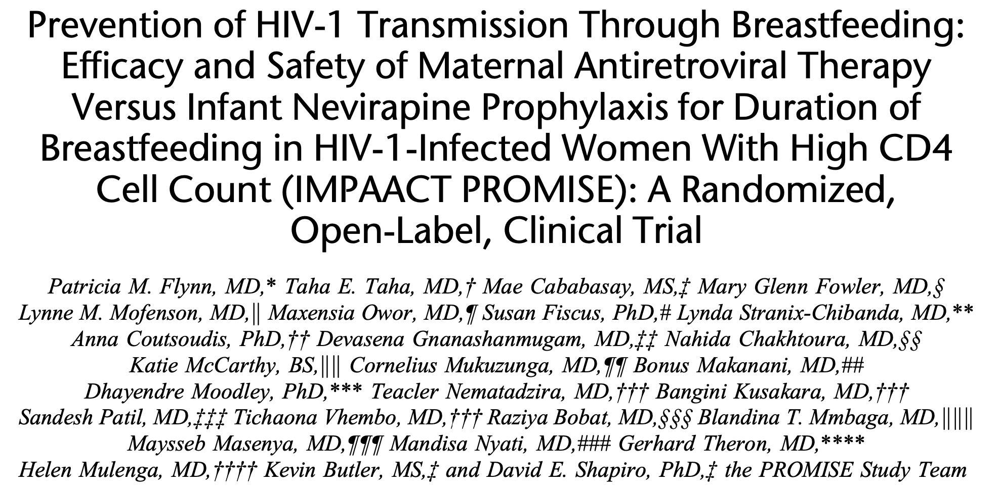 Prevention of HIV-1 Transmission Through Breastfeeding:
Efficacy and Safety of Maternal Antiretroviral Therapy
Versus Infant Nevirapine Prophylaxis for Duration of
Breastfeeding in HIV-1-Infected Women With High CD4
Cell Count (IMPAACT PROMISE): A Randomized,
Open-Label, Clinical Trial
Patricia M. Flynn, MD,* Taha E. Taha, MD,† Mae Cababasay, MS,‡ Mary Glenn Fowler, MD,§
Lynne M. Mofenson, MD,‖ Maxensia Owor, MD,¶ Susan Fiscus, PhD,# Lynda Stranix-Chibanda, MD,**
Anna Coutsoudis, PhD,†† Devasena Gnanashanmugam, MD,‡‡ Nahida Chakhtoura, MD,§§
Katie McCarthy, BS,‖‖ Cornelius Mukuzunga, MD,¶¶ Bonus Makanani, MD,##
Dhayendre Moodley, PhD,*** Teacler Nematadzira, MD,††† Bangini Kusakara, MD,†††
Sandesh Patil, MD,‡‡‡ Tichaona Vhembo, MD,††† Raziya Bobat, MD,§§§ Blandina T. Mmbaga, MD,‖‖‖
Maysseb Masenya, MD,¶¶¶ Mandisa Nyati, MD,### Gerhard Theron, MD,****
Helen Mulenga, MD,†††† Kevin Butler, MS,‡ and David E. Shapiro, PhD,‡ the PROMISE Study Team